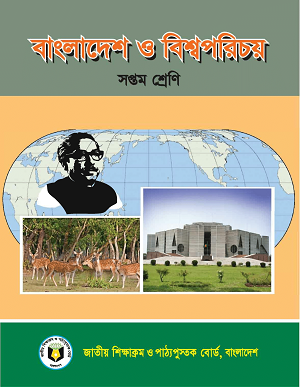 বাংলাদেশ ও বিশ্বপরিচয়
সপ্তম শ্রেণি
জাতীয় শিক্ষাক্রম ও পাঠ্যপুস্তক বোর্ড, বাংলাদেশ